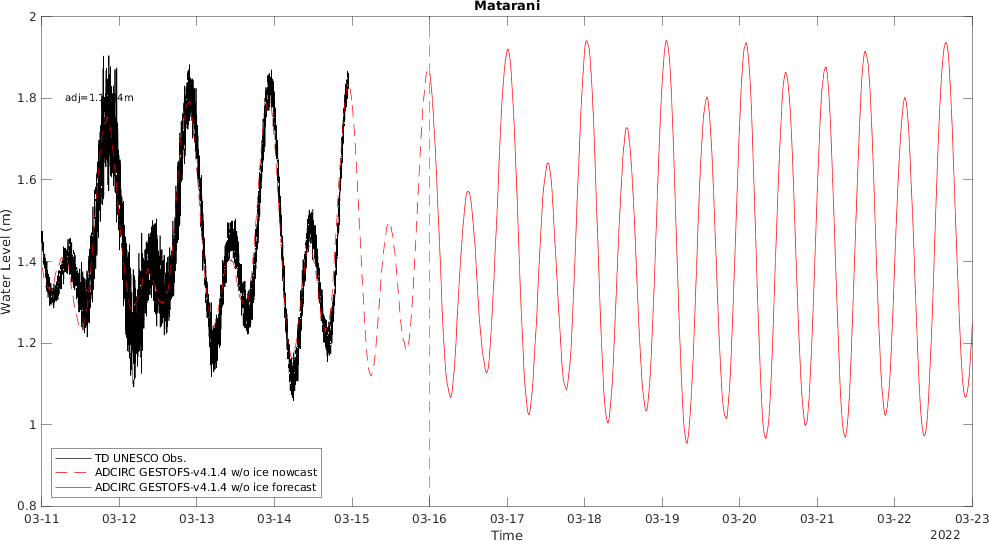 Matarani
2
1.8
1.6
1.4
1.2
1
0.8
Water Level (m)
TD UNESCO Obs.
ADCIRC GESTOFS-v4.1.4 w/o ice nowcast
ADCIRC GESTOFS-v4.1.4 w/o ice forecast
03-11 03-12 03-13 03-14 03-15 03-16 03-17 03-18 03-19 03-20 03-21 03-22 03-23
Time
2022